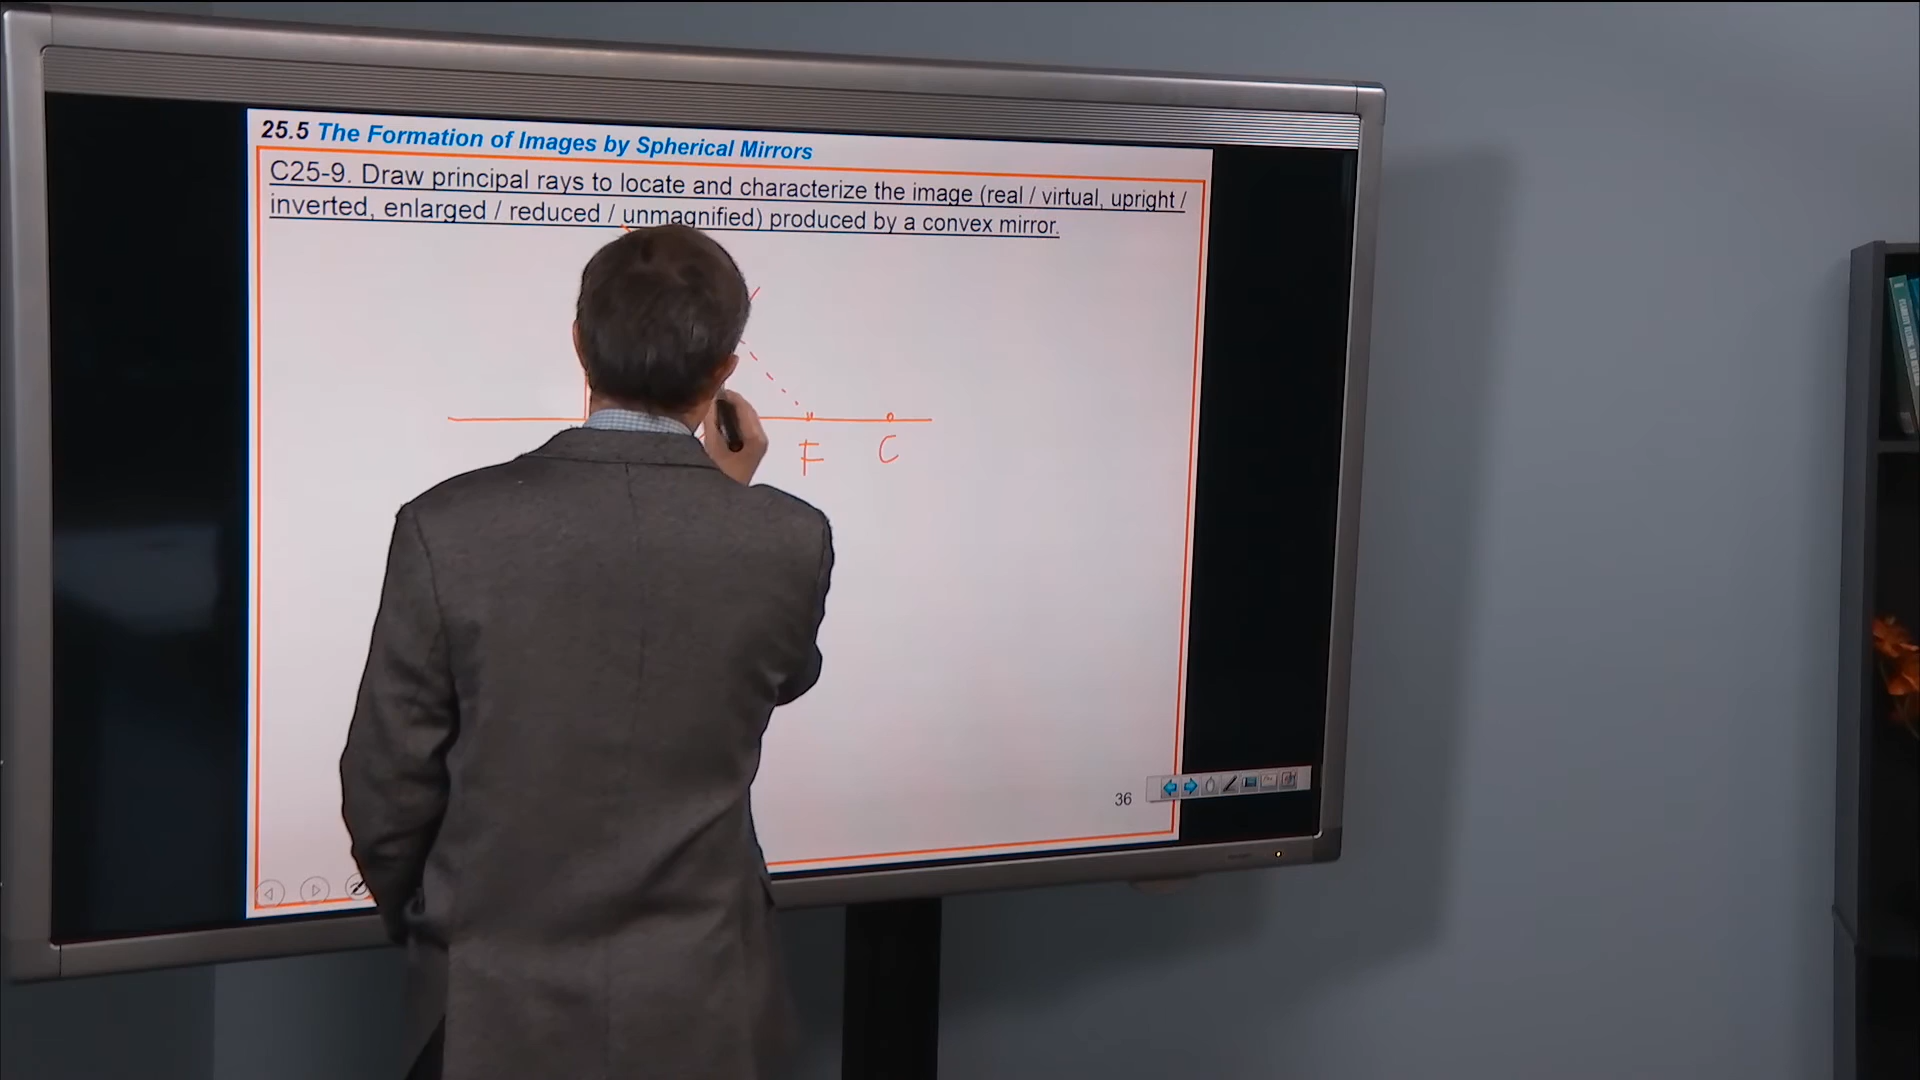 25.5 The Formation of Images by Spherical Mirrors
C25-9. Draw principal rays to locate and characterize the image (real / virtual, upright /
inverted, enlarged / reduced / unmagnified) produced by a convex mirror.
F C
36